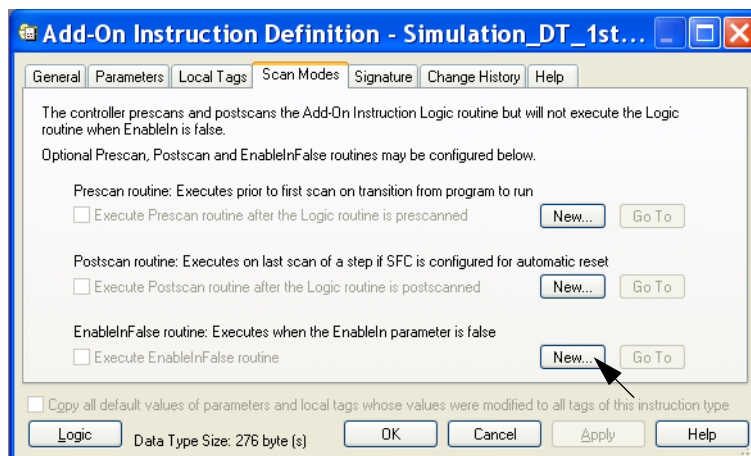 Add-On Instruction Definition - Simulation_DT_1st...
General Parameters Local Tags Scan Modes Signature Change History Help
The controller prescans and postscans the Add-On Instruction Logic routine but will not execute the Logic
routine when EnableIn is false.
Optional Prescan, Postscan and EnableInFalse routines may be configured below.
Prescan routine: Executes prior to first scan on transition from program to run
Execute Prescan routine after the Logic routine is prescanned New... Go To
Postscan routine: Executes on last scan of a step if SFC is configured for automatic reset
Execute Postscan routine after the Logic routine is postscanned New... Go To
EnableInFalse routine: Executes when the EnableIn parameter is false
Execute EnableInFalse routine New... Go To
Copy all default values of parameters and local tags whose values were modified to all tags of this instruction type
Logic Data Type Size: 276 byte (s) OK Cancel Apply Help